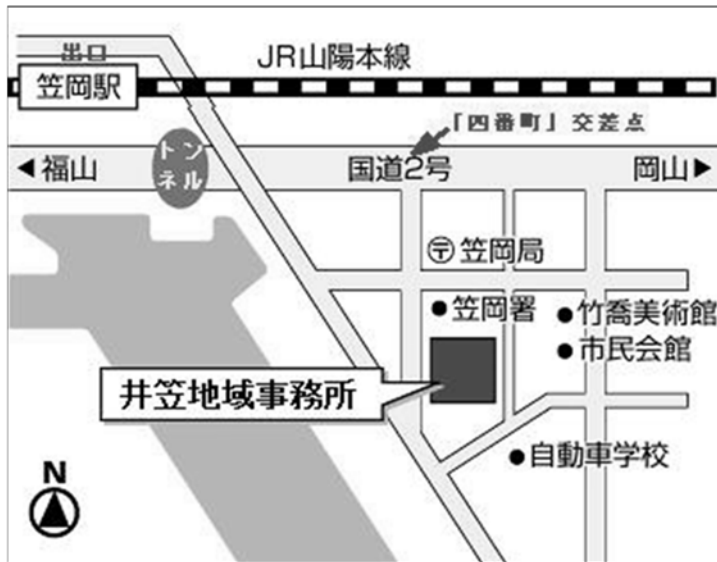 出口
JR山陽本線
笠岡駅
「四番町」交差点
◀福山
トン
ネル
国道2号
岡山▶
〒笠岡局
●笠岡署
●竹喬美術館
●市民会館
井笠地域事務所
●自動車学校
N